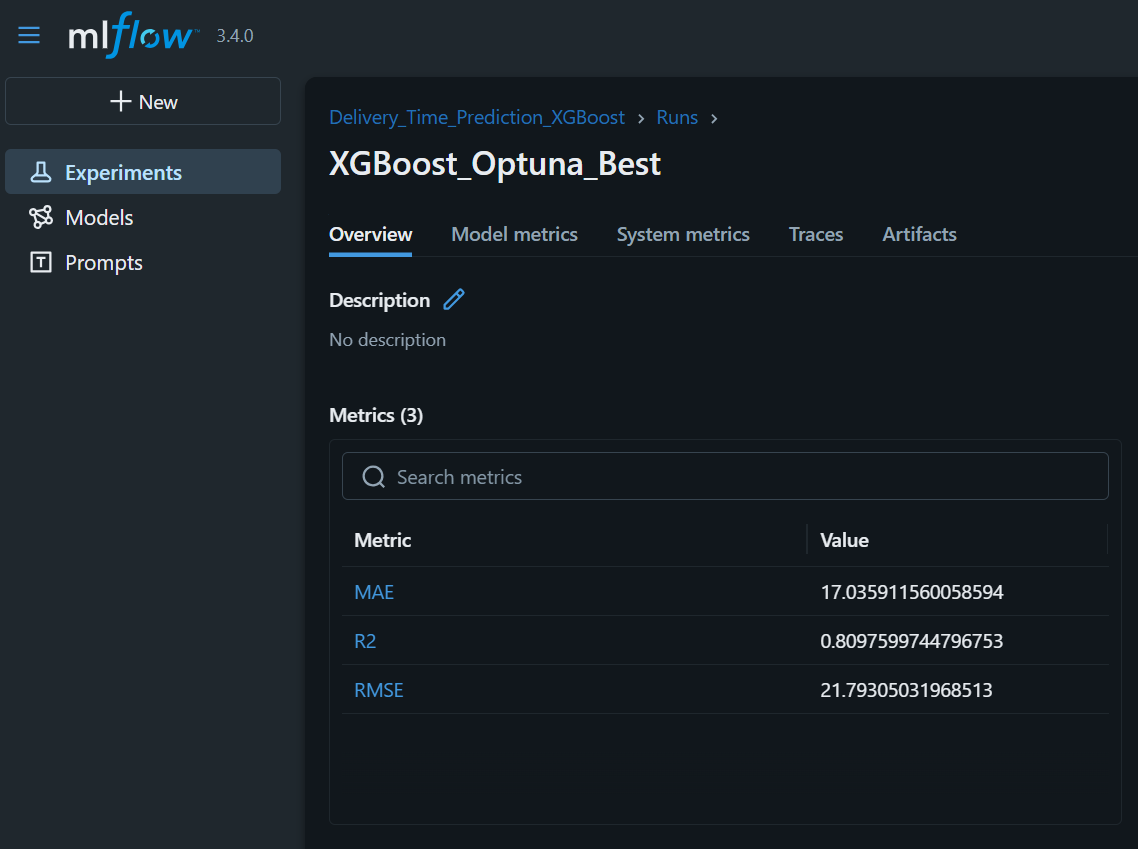 mlflow™ 3.4.0
New
Experiments
Models
Prompts
Delivery_Time_Prediction_XGBoost > Runs >
XGBoost_Optuna_Best
Overview Model metrics System metrics Traces Artifacts
Description
No description
Metrics (3)
Search metrics
Metric Value
MAE 17.035911560058594
R2 0.8097599744796753
RMSE 21.79305031968513